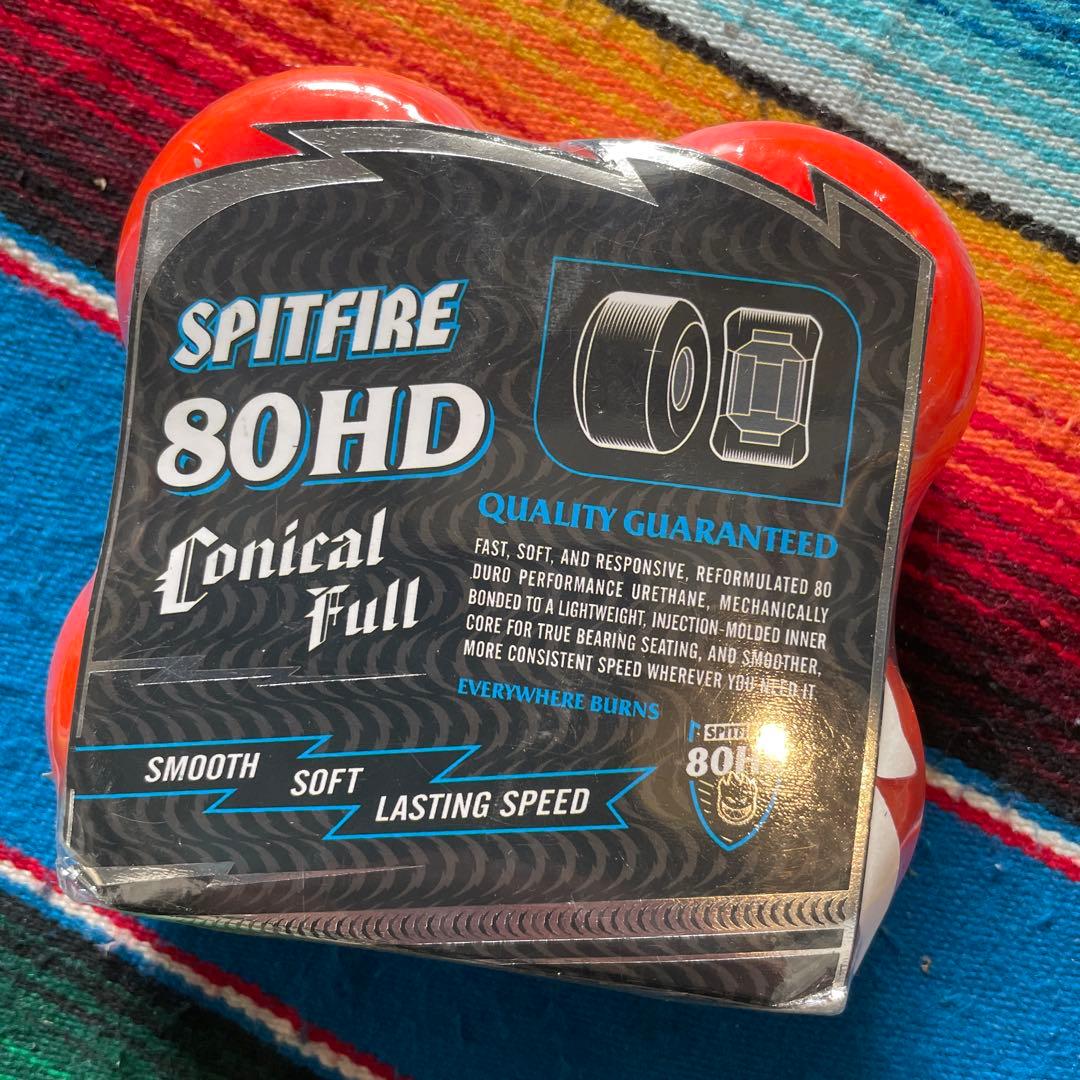 SPITFIRE
80HD
Conical
Full
QUALITY GUARANTEED
FAST, SOFT, AND RESPONSIVE, REFORMULATED 80
DURO PERFORMANCE URETHANE, MECHANICALLY
BONDED TO A LIGHTWEIGHT, INJECTION-MOLDED INNER
CORE FOR TRUE BEARING SEATING, AND SMOOTHER,
MORE CONSISTENT SPEED WHEREVER YOU NEED IT
EVERYWHERE BURNS
SMOOTH
SOFT
LASTING SPEED